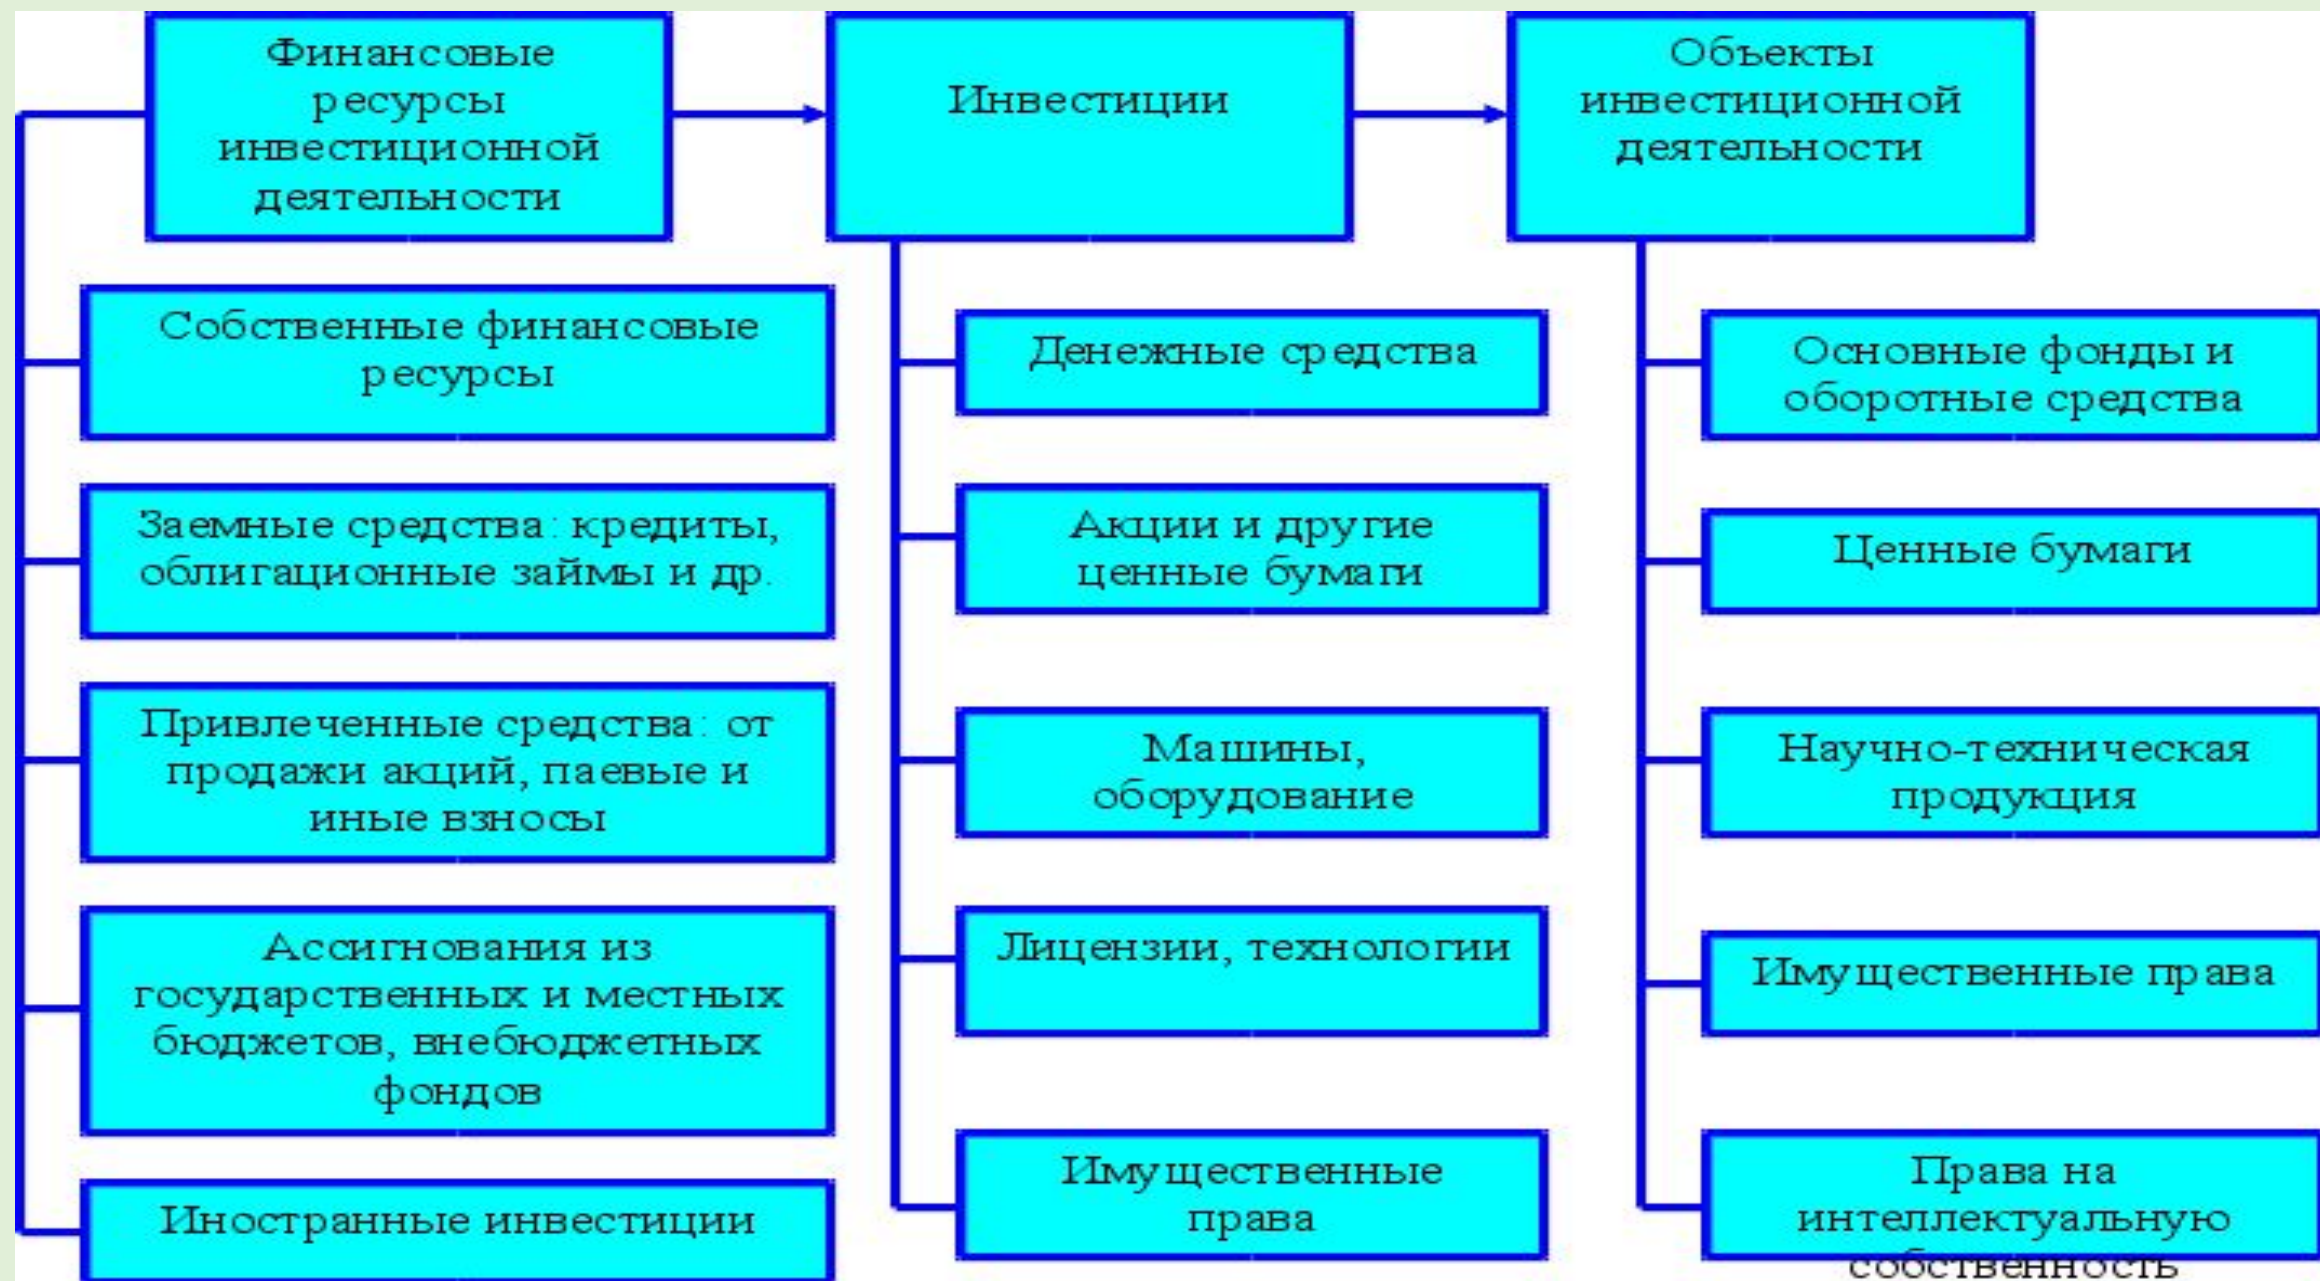 Финансовые
ресурсы
инвестиционной
деятельности
Собственные финансовые
ресурсы
Заемные средства: кредиты,
облигационные займы и др.
Привлеченные средства: от
продажи акций, паевые и
иные взносы
Ассигнования из
государственных и местных
бюджетов, внебюджетных
фондов
Иностранные инвестиции
Инвестиции
Денежные средства
Акции и другие
ценные бумаги
Машины,
оборудование
Лицензии, технологии
Имущественные
права
Объекты
инвестиционной
деятельности
Основные фонды и
оборотные средства
Ценные бумаги
Научно-техническая
продукция
Имущественные права
Права на
интеллектуальную
собственность